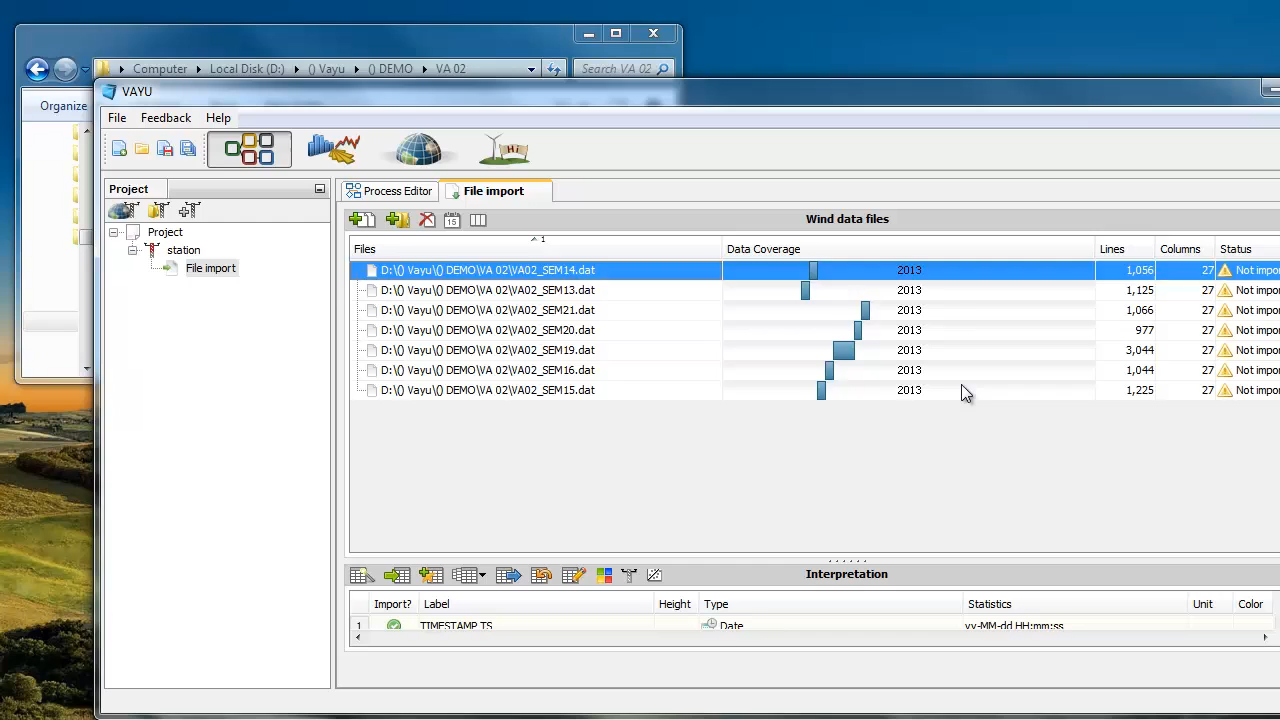 Computer Local Disk (D:) () Vayu () DEMO VA 02 Search VA 02
VAYU
Organize
File Feedback Help
Hi
Project
Process Editor File import
15 Wind data files
Project
station
File import
Files 1 Data Coverage Lines Columns Status
D:\() Vayu\() DEMO\VA 02\VA02_SEM14.dat 2013 1,056 27 Not impo
D:\() Vayu\() DEMO\VA 02\VA02_SEM13.dat 2013 1,125 27 Not impo
D:\() Vayu\() DEMO\VA 02\VA02_SEM21.dat 2013 1,066 27 Not impo
D:\() Vayu\() DEMO\VA 02\VA02_SEM20.dat 2013 977 27 Not impo
D:\() Vayu\() DEMO\VA 02\VA02_SEM19.dat 2013 3,044 27 Not impo
D:\() Vayu\() DEMO\VA 02\VA02_SEM16.dat 2013 1,044 27 Not impo
D:\() Vayu\() DEMO\VA 02\VA02_SEM15.dat 2013 1,225 27 Not impo
Interpretation
Import? Label Height Type Statistics Unit Color
1 TIMESTAMP TS Date yy-MM-dd HH:mm:ss